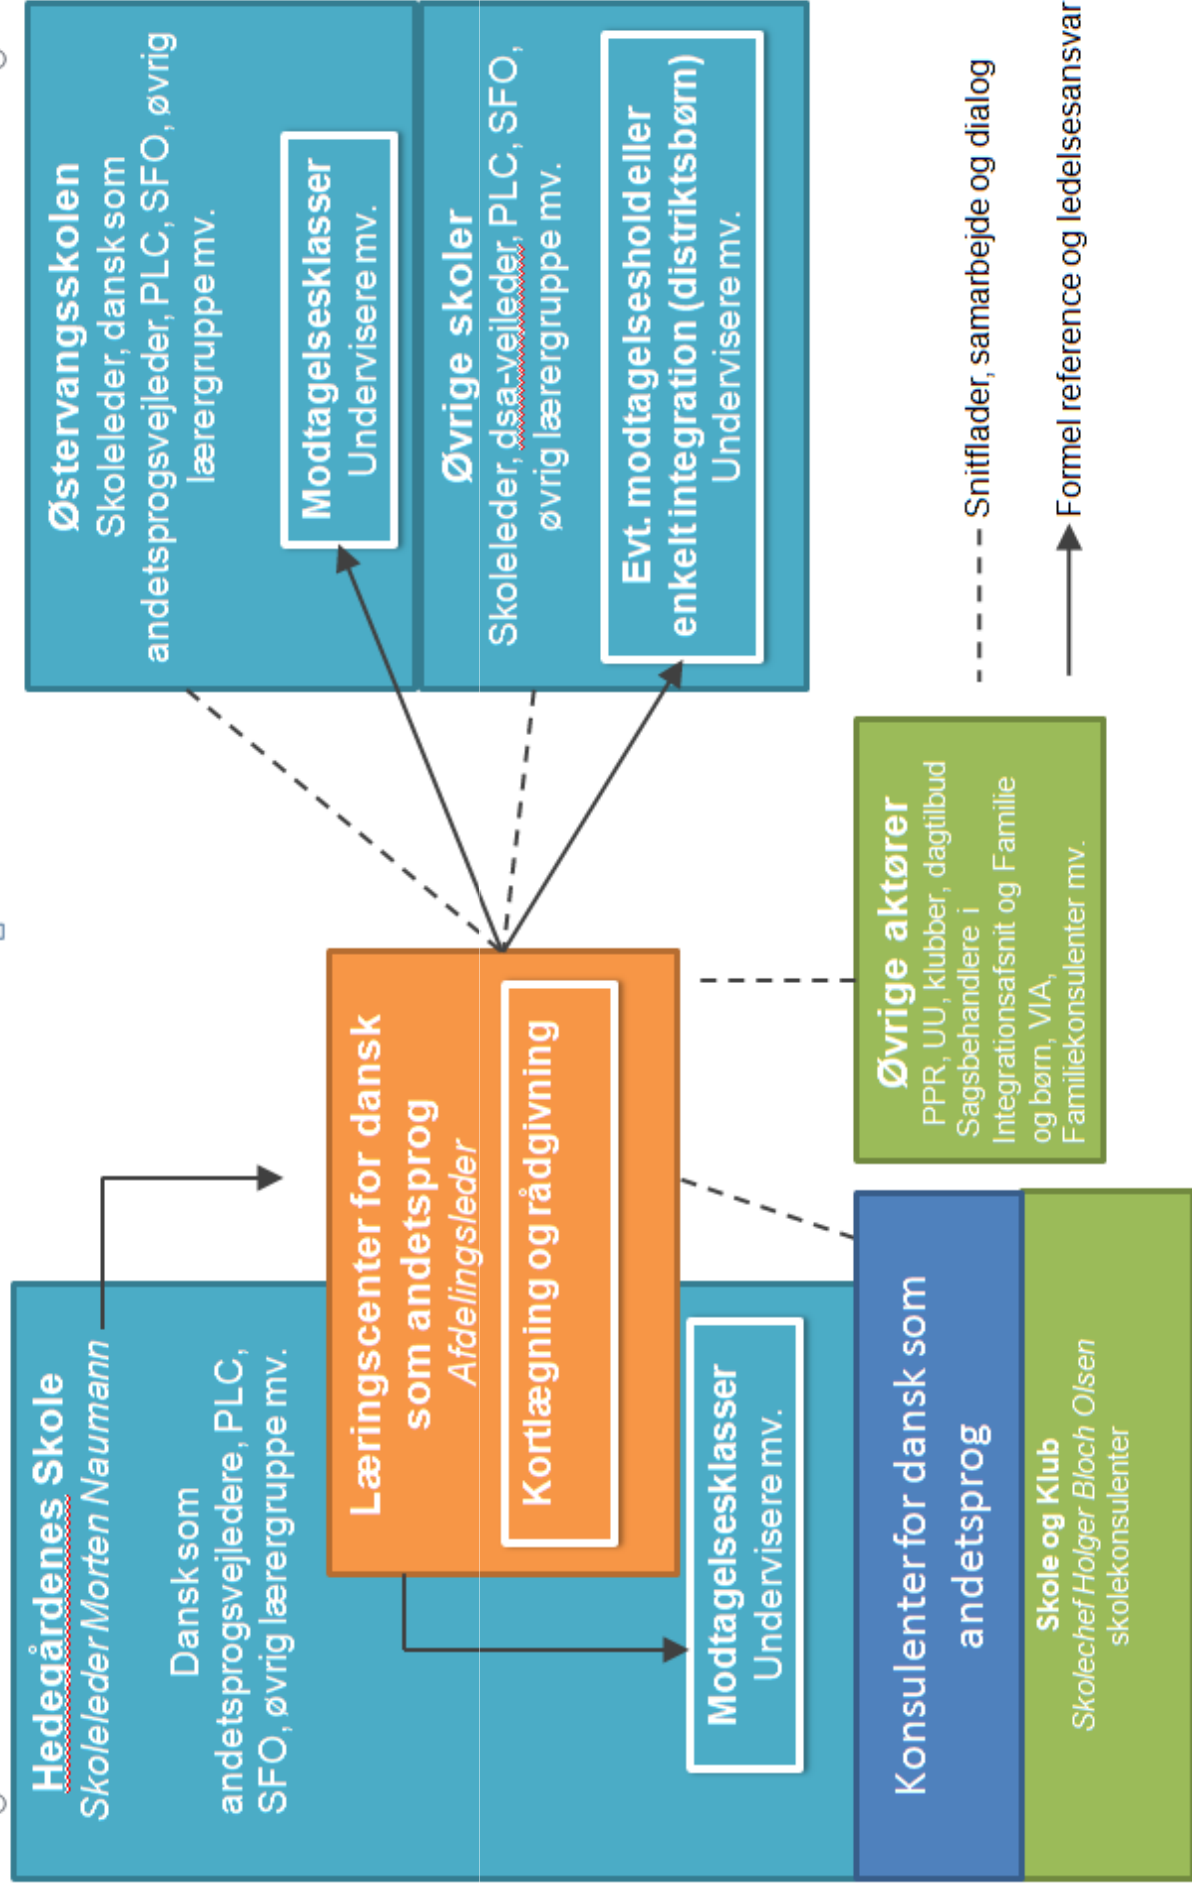 Hedegårdenes Skole
Skoleleder Morten Naumann
Dansk som
andetsprogsvejledere, PLC,
SFO, øvrig lærergruppe mv.
Læringscenter for dansk
som andetsprog
Afdelingsleder
Kortlægning og rådgivning
Modtagelsesklasser
Undervisere mv.
Østervangsskolen
Skoleleder, dansk som
andetsprogsvejleder, PLC, SFO, øvrig
lærergruppe mv.
Modtagelsesklasser
Undervisere mv.
Øvrige skoler
Skoleleder, dsa-vejleder, PLC, SFO,
øvrig lærergruppe mv.
Evt. modtagelseshold eller
enkeltintegration (distriktsbørn)
Undervisere mv.
Konsulenter for dansk som
andetsprog
Skole og Klub
Skolechef Holger Bloch Olsen
skolekonsulenter
Øvrige aktører
PPR, UU, klubber, dagtilbud
Sagsbehandlere i
Integrationsafsnit og Familie
og børn, VIA,
Familiekonsulenter mv.
Snitflader, samarbejde og dialog
Formel reference og ledelsesansvar